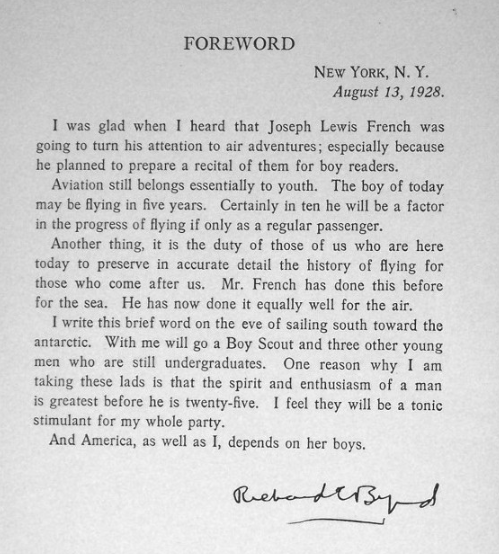 FOREWORD
NEW YORK, N. Y.
August 13, 1928.
I was glad when I heard that Joseph Lewis French was
going to turn his attention to air adventures; especially because
he planned to prepare a recital of them for boy readers.
Aviation still belongs essentially to youth. The boy of today
may be flying in five years. Certainly in ten he will be a factor
in the progress of flying if only as a regular passenger.
Another thing, it is the duty of those of us who are here
today to preserve in accurate detail the history of flying for
those who come after us. Mr. French has done this before
for the sea. He has now done it equally well for the air.
I write this brief word on the eve of sailing south toward the
antarctic. With me will go a Boy Scout and three other young
men who are still undergraduates. One reason why I am
taking these lads is that the spirit and enthusiasm of a man
is greatest before he is twenty-five. I feel they will be a tonic
stimulant for my whole party.
And America, as well as I, depends on her boys.
Richard E Byrd